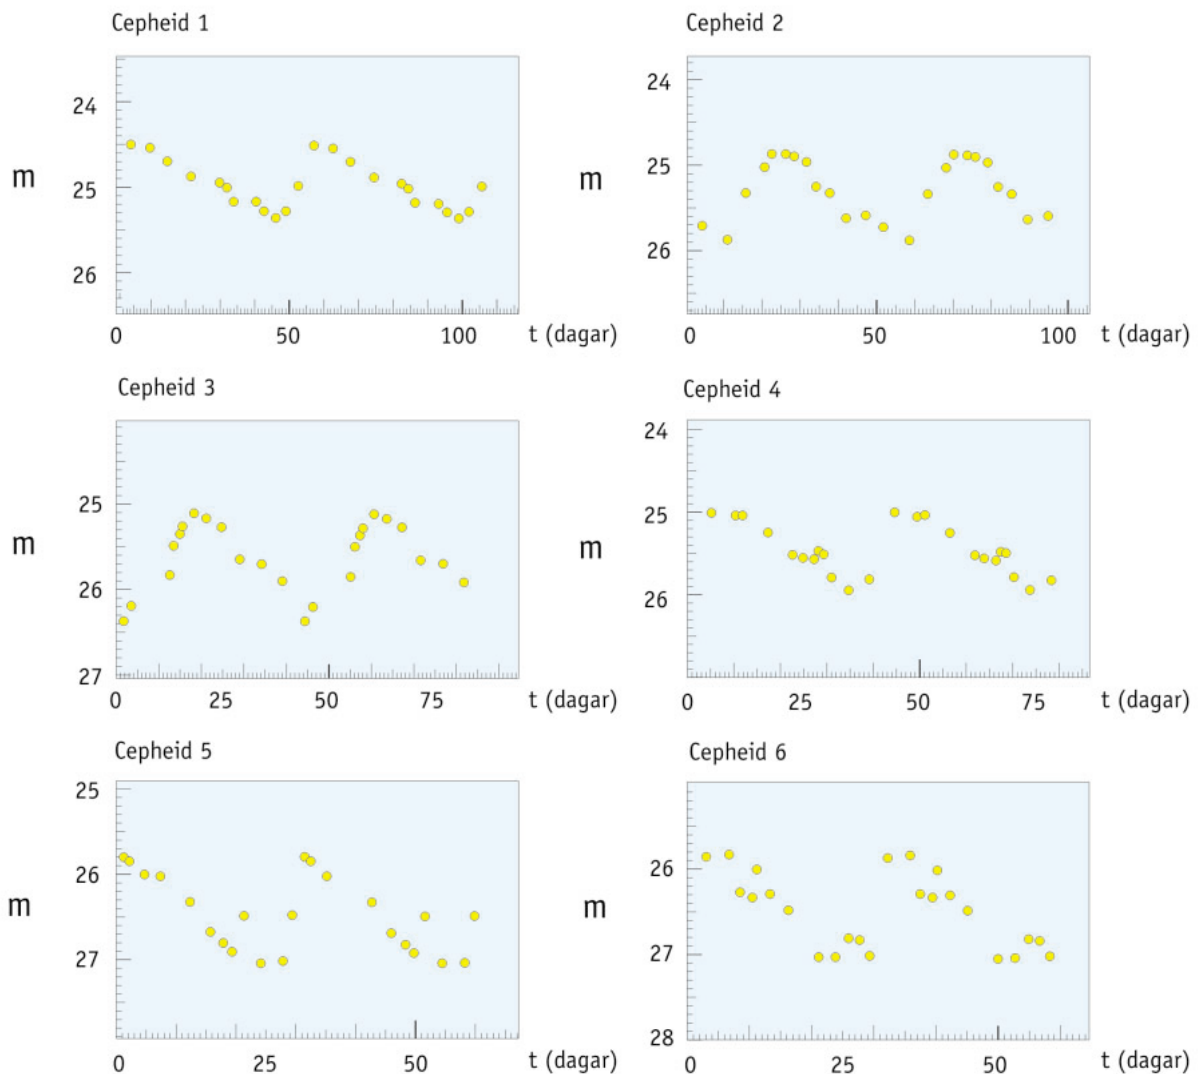 Cepheid 1
24
25
26
m
0 50 100 t (dagar)
Cepheid 2
24
25
26
m
0 50 100 t (dagar)
Cepheid 3
25
26
27
m
0 25 50 75 t (dagar)
Cepheid 4
24
25
26
m
0 25 50 75 t (dagar)
Cepheid 5
25
26
27
m
0 25 50 t (dagar)
Cepheid 6
26
27
28
m
0 25 50 t (dagar)